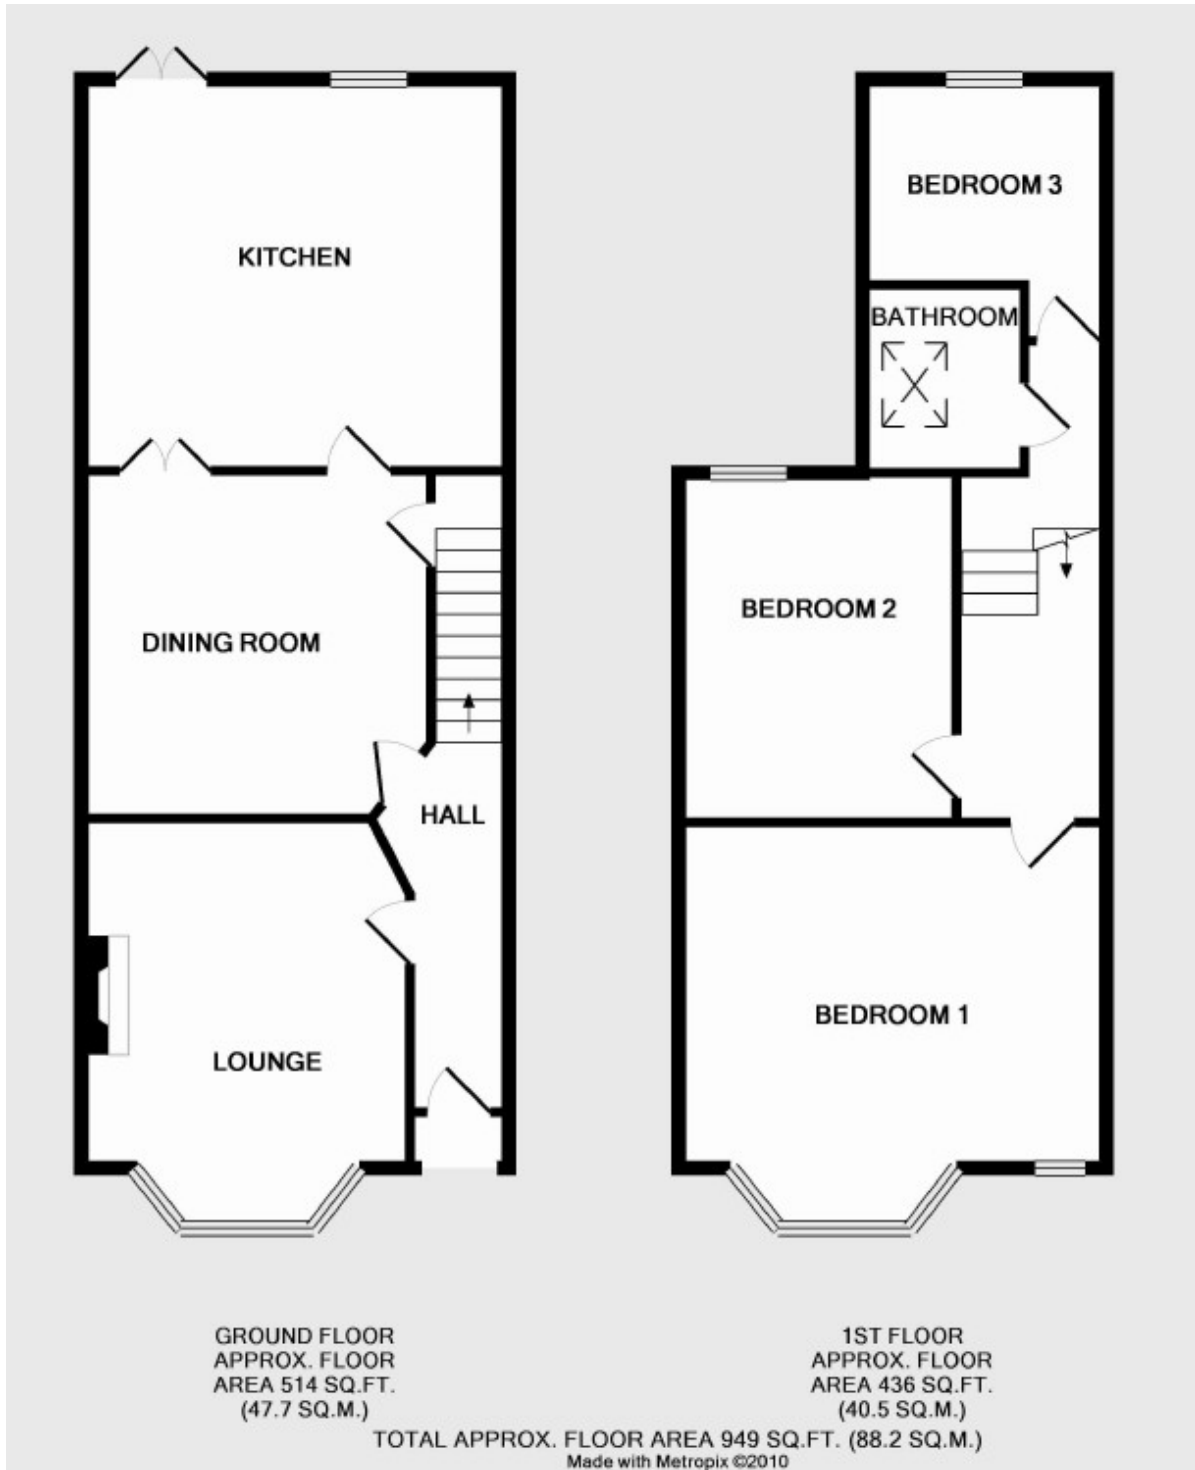 KITCHEN
DINING ROOM
HALL
LOUNGE
BEDROOM 3
BATHROOM
BEDROOM 2
BEDROOM 1
GROUND FLOOR
APPROX. FLOOR
AREA 514 SQ.FT.
(47.7 SQ.M.)
1ST FLOOR
APPROX. FLOOR
AREA 436 SQ.FT.
(40.5 SQ.M.)
TOTAL APPROX. FLOOR AREA 949 SQ.FT. (88.2 SQ.M.)
Made with Metropix ©2010